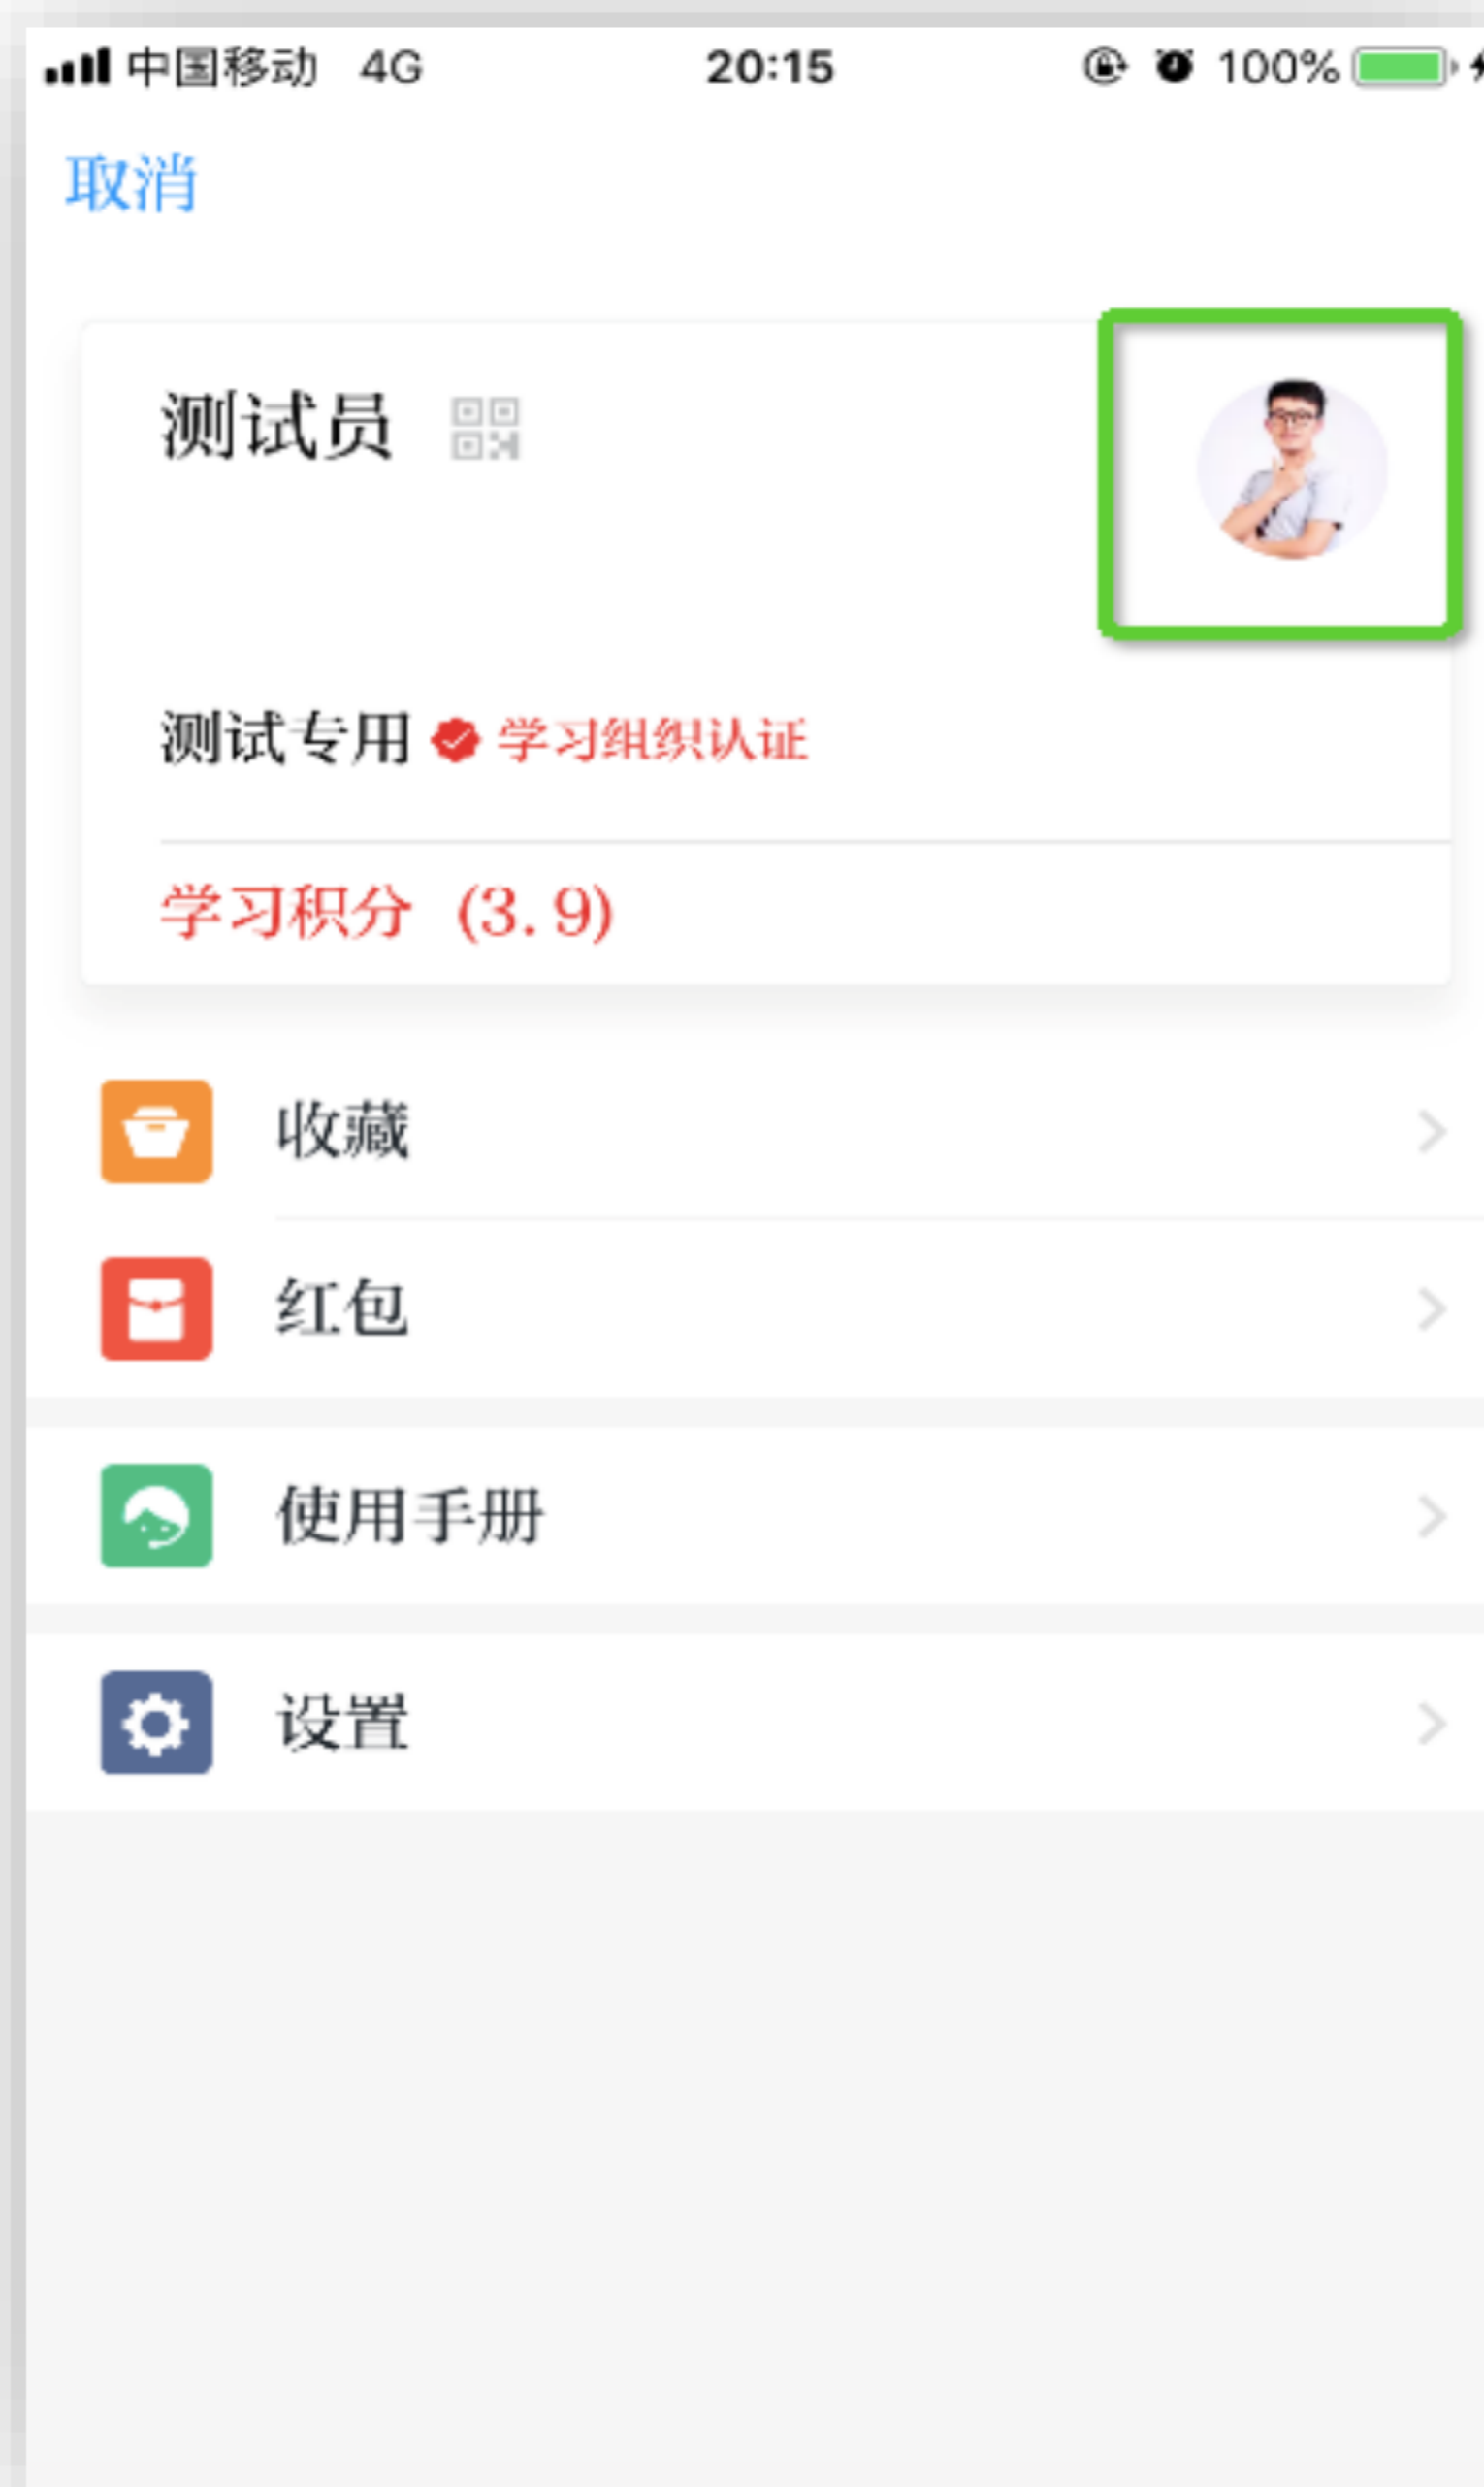 中国移动 4G 20:15 100%
取消
测试员
测试专用 学习组织认证
学习积分 (3.9)
收藏
红包
使用手册
设置